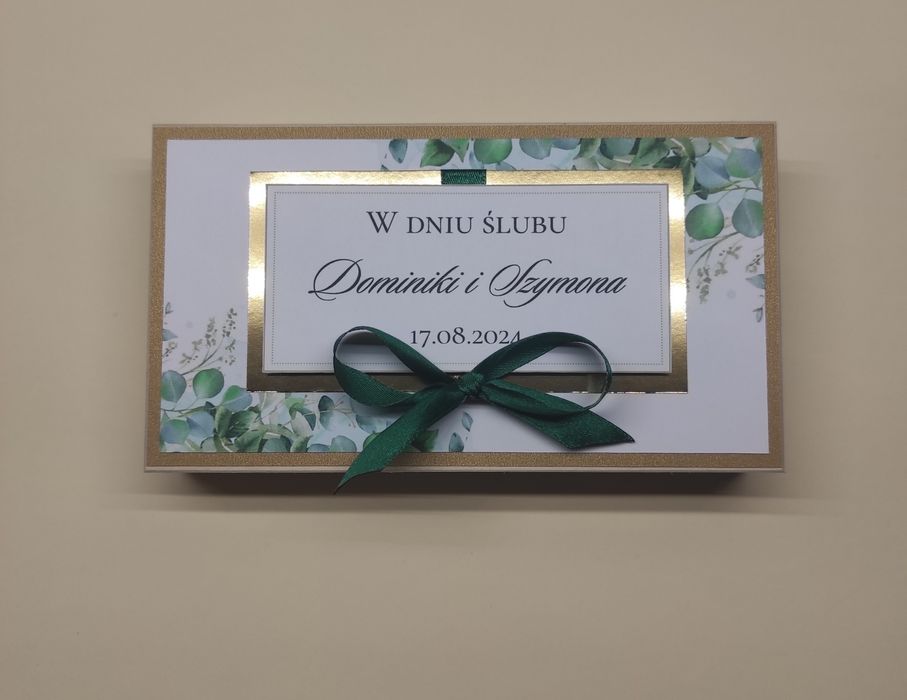 W DNIU ŚLUBU
Dominiki i Szymona
17.08.2024